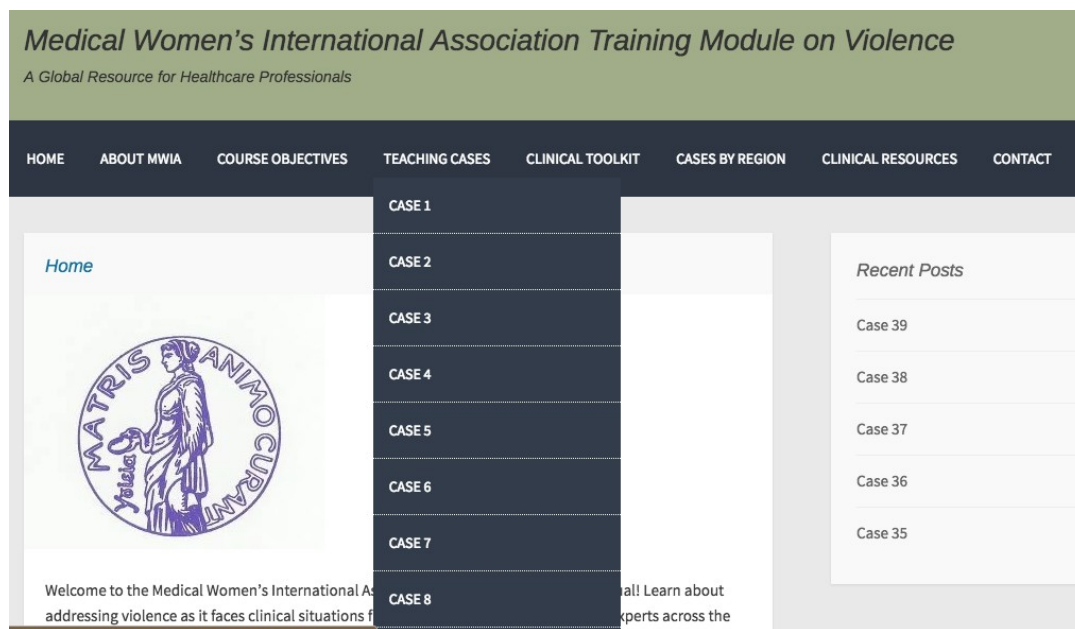 Medical Women's International Association Training Module on Violence
A Global Resource for Healthcare Professionals
HOME ABOUT MWIA COURSE OBJECTIVES TEACHING CASES CLINICAL TOOLKIT CASES BY REGION CLINICAL RESOURCES CONTACT
CASE 1
CASE 2
CASE 3
CASE 4
CASE 5
CASE 6
CASE 7
CASE 8
Home
MATRIS ANIMO CURANT
Welcome to the Medical Women's International
addressing violence as it faces clinical situations
Learn about
across the
Recent Posts
Case 39
Case 38
Case 37
Case 36
Case 35